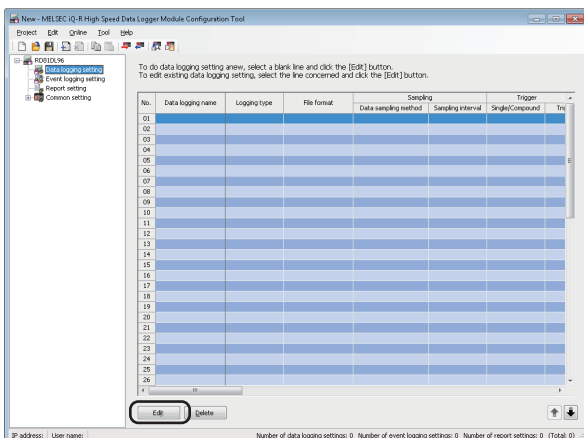 New - MELSEC iQ-R High Speed Data Logger Module Configuration Tool
Project Edit Online Tool Help
RD81DL96
Data logging setting
Event logging setting
Report setting
Common setting
To do data logging setting anew, select a blank line and click the [Edit] button.
To edit existing data logging setting, select the line concerned and click the [Edit] button.
No. Data logging name Logging type File format Sampling Trigger
Data sampling method Sampling interval Single/Compound Trig
01
02
03
04
05
06
07
08
09
10
11
12
13
14
15
16
17
18
19
20
21
22
23
24
25
26
Edit Delete
IP address: User name: Number of data logging settings: 0 Number of event logging settings: 0 Number of report settings: 0 (Total: 0)